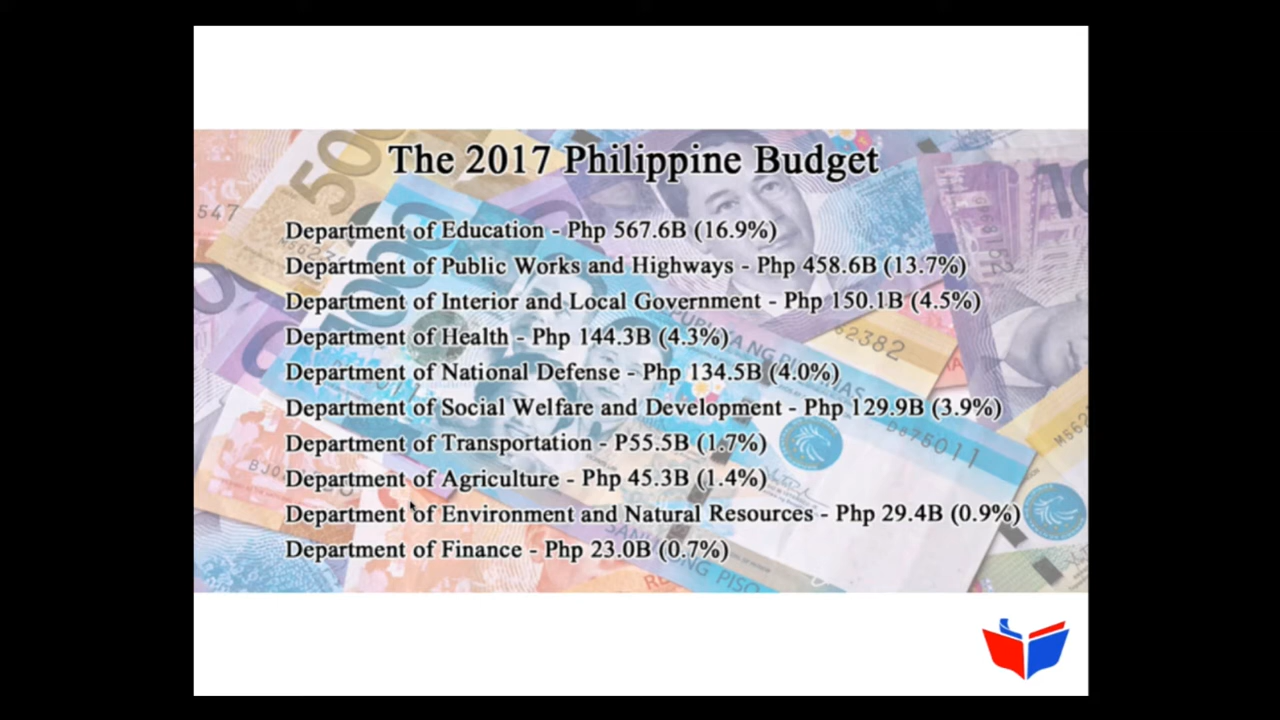 The 2017 Philippine Budget
Department of Education - Php 567.6B (16.9%)
Department of Public Works and Highways - Php 458.6B (13.7%)
Department of Interior and Local Government - Php 150.1B (4.5%)
Department of Health - Php 144.3B (4.3%)
Department of National Defense - Php 134.5B (4.0%)
Department of Social Welfare and Development - Php 129.9B (3.9%)
Department of Transportation - P55.5B (1.7%)
Department of Agriculture - Php 45.3B (1.4%)
Department of Environment and Natural Resources - Php 29.4B (0.9%)
Department of Finance - Php 23.0B (0.7%)